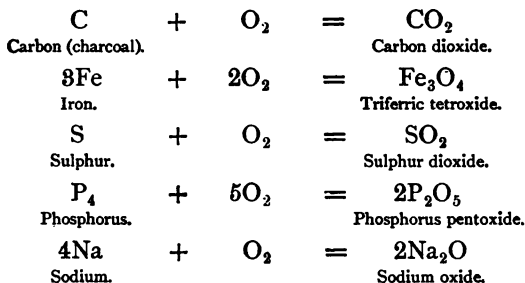 C + O₂ = CO₂
Carbon (charcoal). Carbon dioxide.
3Fe + 2O₂ = Fe₃O₄
Iron. Triferric tetroxide.
S + O₂ = SO₂
Sulphur. Sulphur dioxide.
P₄ + 5O₂ = 2P₂O₅
Phosphorus. Phosphorus pentoxide.
4Na + O₂ = 2Na₂O
Sodium. Sodium oxide.